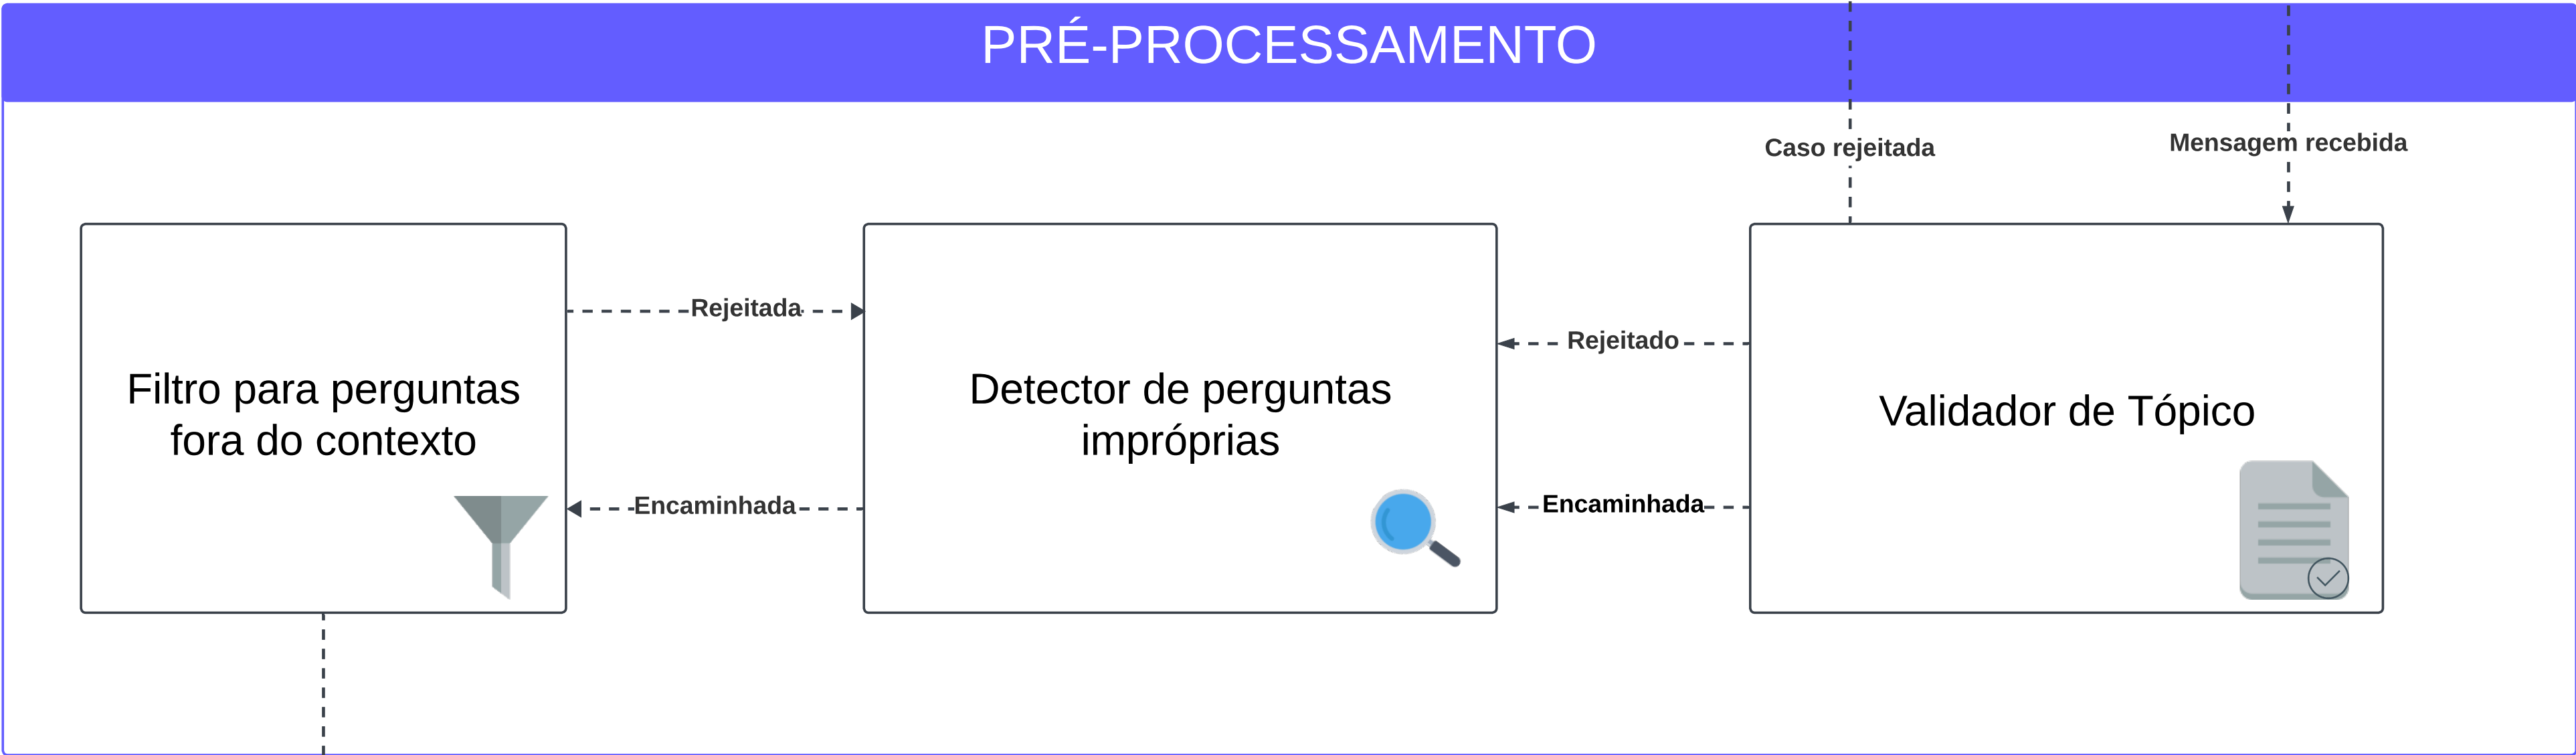 PRÉ-PROCESSAMENTO
Caso rejeitada
Mensagem recebida
Rejeitada
Rejeitado
Filtro para perguntas
fora do contexto
Detector de perguntas
impróprias
Validador de Tópico
Encaminhada
Encaminhada